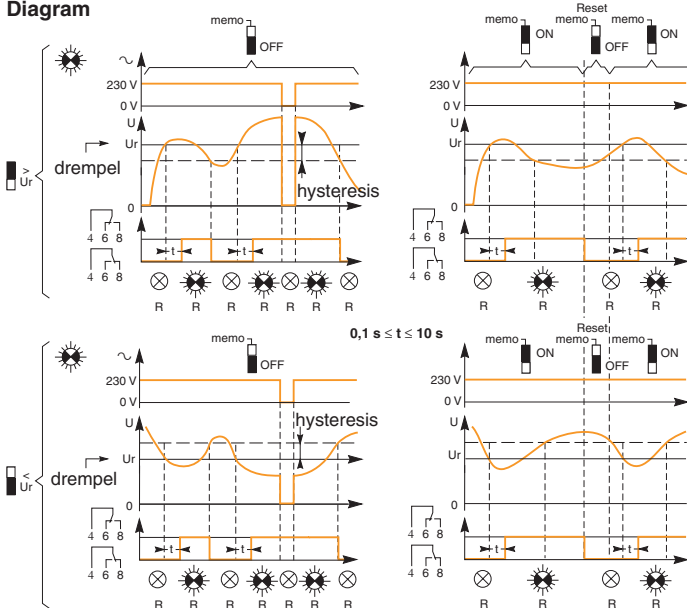 Diagram
memo
OFF
230 V
0 V
U
Ur
drempel
hysteresis
0
> Ur
4 6 8
4 6 8
t
t
R R R R R R R
Reset
memo ON
memo OFF
memo ON
230 V
0 V
U
Ur
0
4 6 8
4 6 8
t
t
R R R R
0,1 s ≤ t ≤ 10 s
memo
OFF
230 V
0 V
U
hysteresis
Ur
drempel
0
< Ur
4 6 8
4 6 8
t
t
R R R R R R R
Reset
memo ON
memo OFF
memo ON
230 V
0 V
U
Ur
0
4 6 8
4 6 8
t
t
R R R R